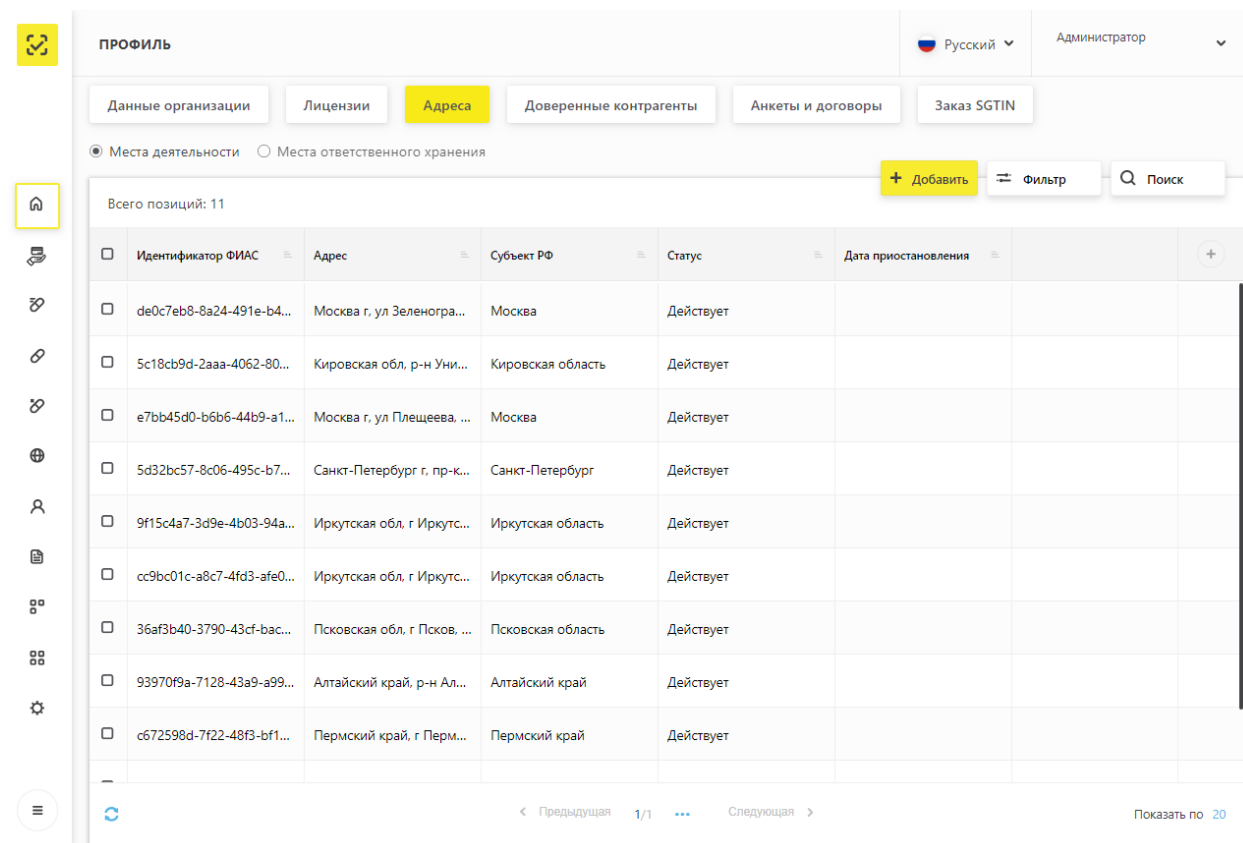 ПРОФИЛЬ
Русский
Администратор
Данные организации Лицензии Адреса Доверенные контрагенты Анкеты и договоры Заказ SGTIN
Места деятельности Места ответственного хранения
+ Добавить Фильтр Поиск
Всего позиций: 11
Идентификатор ФИАС Адрес Субъект РФ Статус Дата приостановления +
de0c7eb8-8a24-491e-b4... Москва г, ул Зеленогра... Москва Действует
5c18cb9d-2aaa-4062-80... Кировская обл, р-н Уни... Кировская область Действует
e7bb45d0-b6b6-44b9-a1... Москва г, ул Плещеева, ... Москва Действует
5d32bc57-8c06-495c-b7... Санкт-Петербург г, пр-к... Санкт-Петербург Действует
9f15c4a7-3d9e-4b03-94a... Иркутская обл, г Иркутс... Иркутская область Действует
cc9bc01c-a8c7-4fd3-afe0... Иркутская обл, г Иркутс... Иркутская область Действует
36af3b40-3790-43cf-bac... Псковская обл, г Псков, ... Псковская область Действует
93970f9a-7128-43a9-a99... Алтайский край, р-н Ал... Алтайский край Действует
c672598d-7f22-48f3-bf1... Пермский край, г Перм... Пермский край Действует
< Предыдущая 1/1 ••• Следующая >
Показать по 20